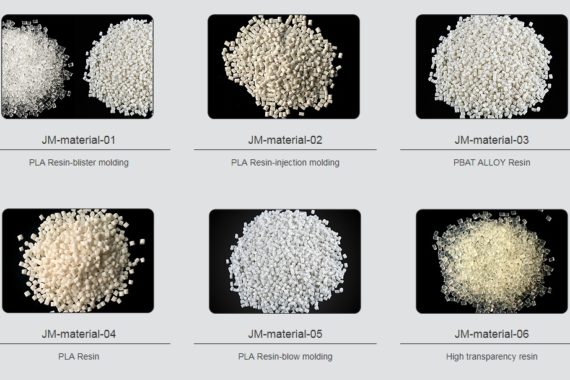 JM-material-01
JM-material-02
JM-material-03
PLA Resin-blister molding
PLA Resin-injection molding
PBAT ALLOY Resin
JM-material-04
JM-material-05
JM-material-06
PLA Resin
PLA Resin-blow molding
High transparency resin